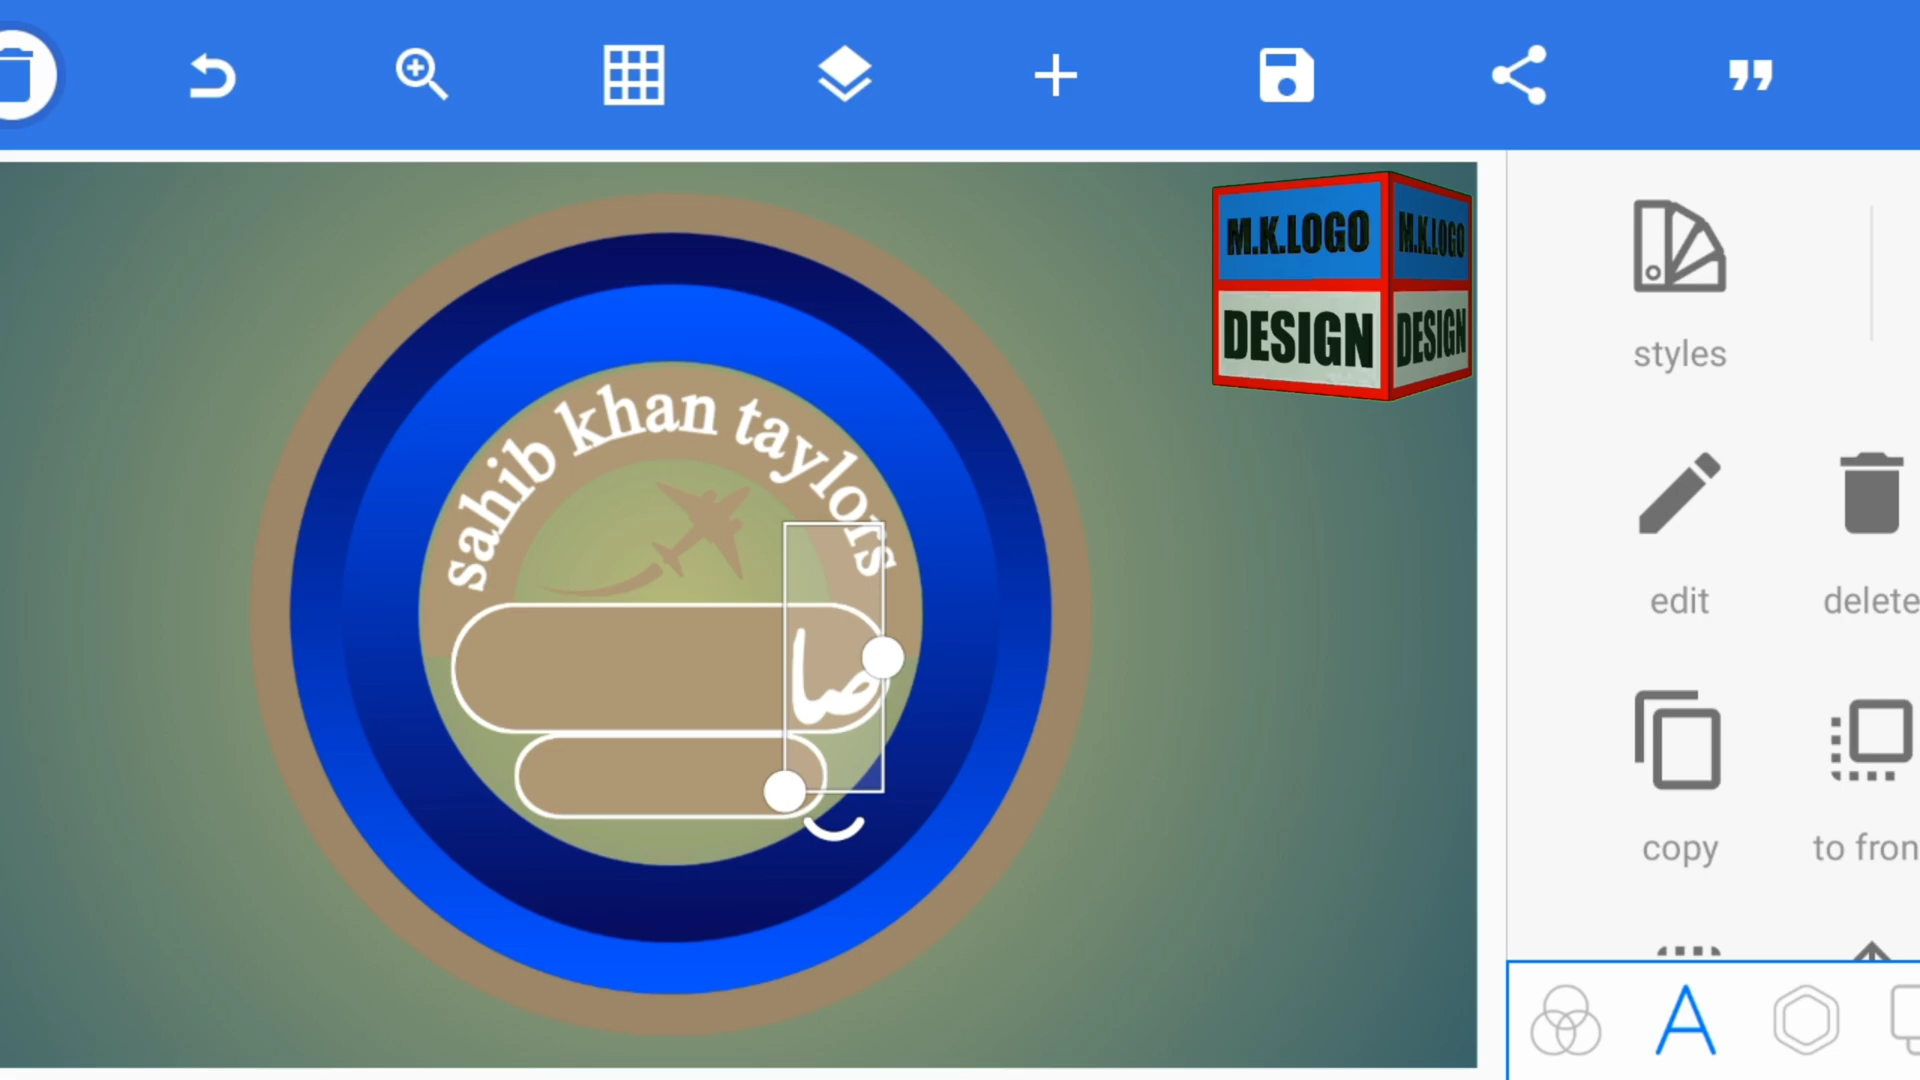 M.K.LOGO M.K.LOGO
DESIGN DESIGN
sahib khan taylors
صا
styles
edit
delete
copy
to fron